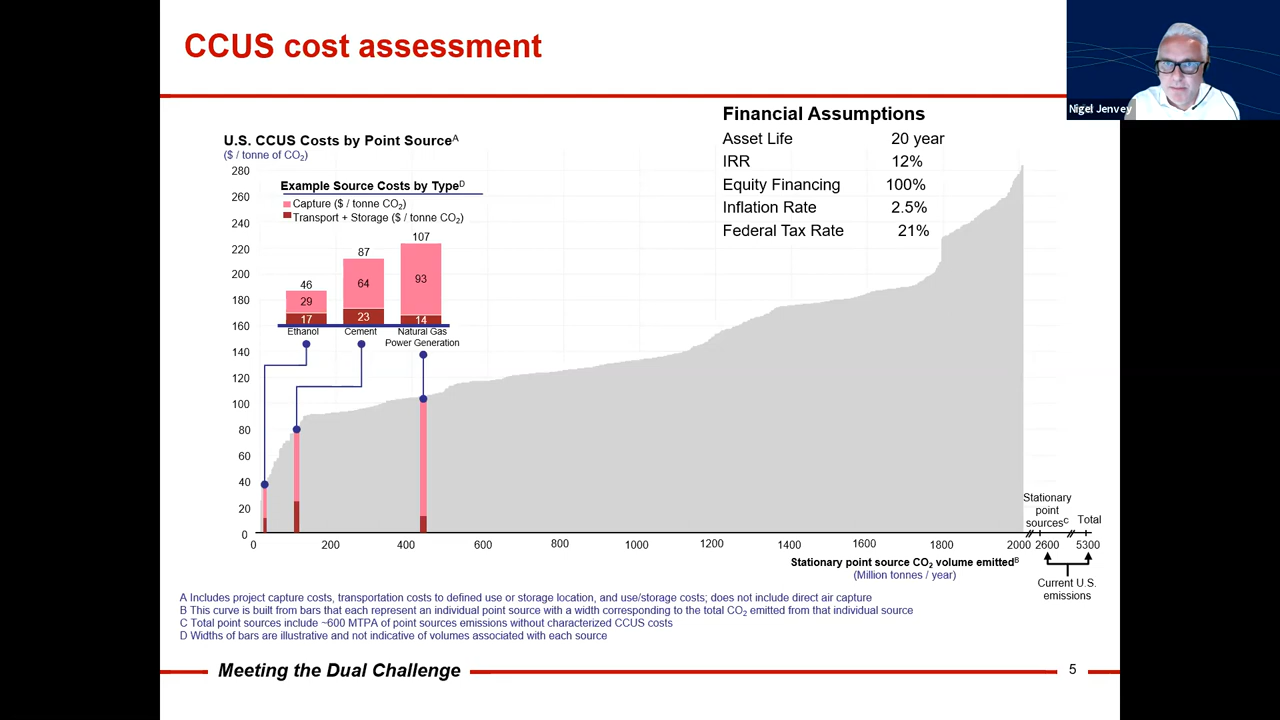 CCUS cost assessment
Nigel Jenvey
Financial Assumptions
Asset Life 20 year
IRR 12%
Equity Financing 100%
Inflation Rate 2.5%
Federal Tax Rate 21%
U.S. CCUS Costs by Point Source^A
($ / tonne of CO₂)
Example Source Costs by Type^D
Capture ($ / tonne CO₂)
Transport + Storage ($ / tonne CO₂)
46 87 107
29 64 93
17 23 14
Ethanol Cement Natural Gas
Power Generation
280
260
240
220
200
180
160
140
120
100
80
60
40
20
0
0 200 400 600 800 1000 1200 1400 1600 1800 2000 2600 5300
Stationary
point
sources^C Total
Stationary point source CO₂ volume emitted^B
(Million tonnes / year)
Current U.S.
emissions
A Includes project capture costs, transportation costs to defined use or storage location, and use/storage costs; does not include direct air capture
B This curve is built from bars that each represent an individual point source with a width corresponding to the total CO₂ emitted from that individual source
C Total point sources include ~600 MTPA of point sources emissions without characterized CCUS costs
D Widths of bars are illustrative and not indicative of volumes associated with each source
Meeting the Dual Challenge
5